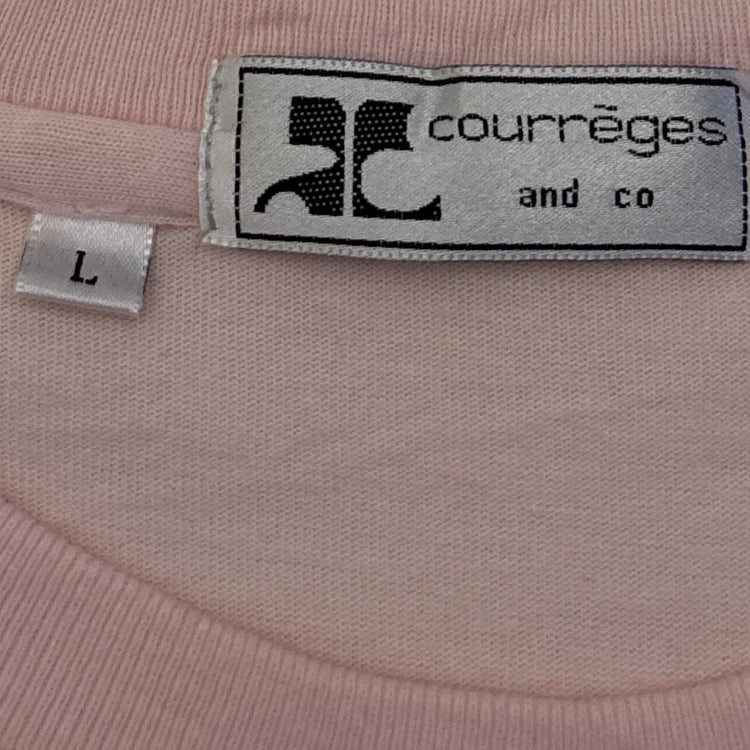 courrèges
and co
L